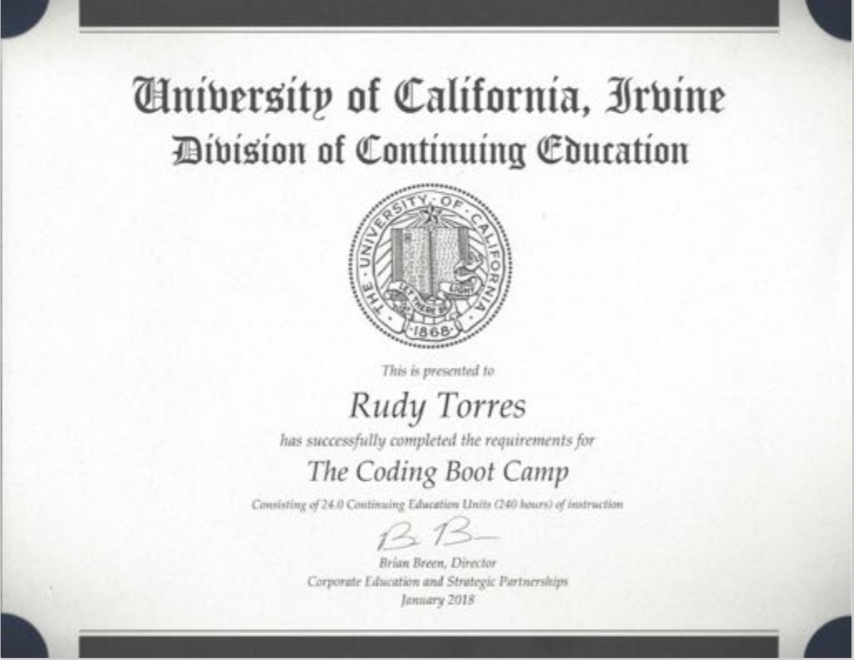 University of California, Irvine
Division of Continuing Education
THE · UNIVERSITY · OF · CALIFORNIA ·
LET THERE BE LIGHT
·1868·
This is presented to
Rudy Torres
has successfully completed the requirements for
The Coding Boot Camp
Consisting of 24.0 Continuing Education Units (240 hours) of instruction
Brian Breen, Director
Corporate Education and Strategic Partnerships
January 2018